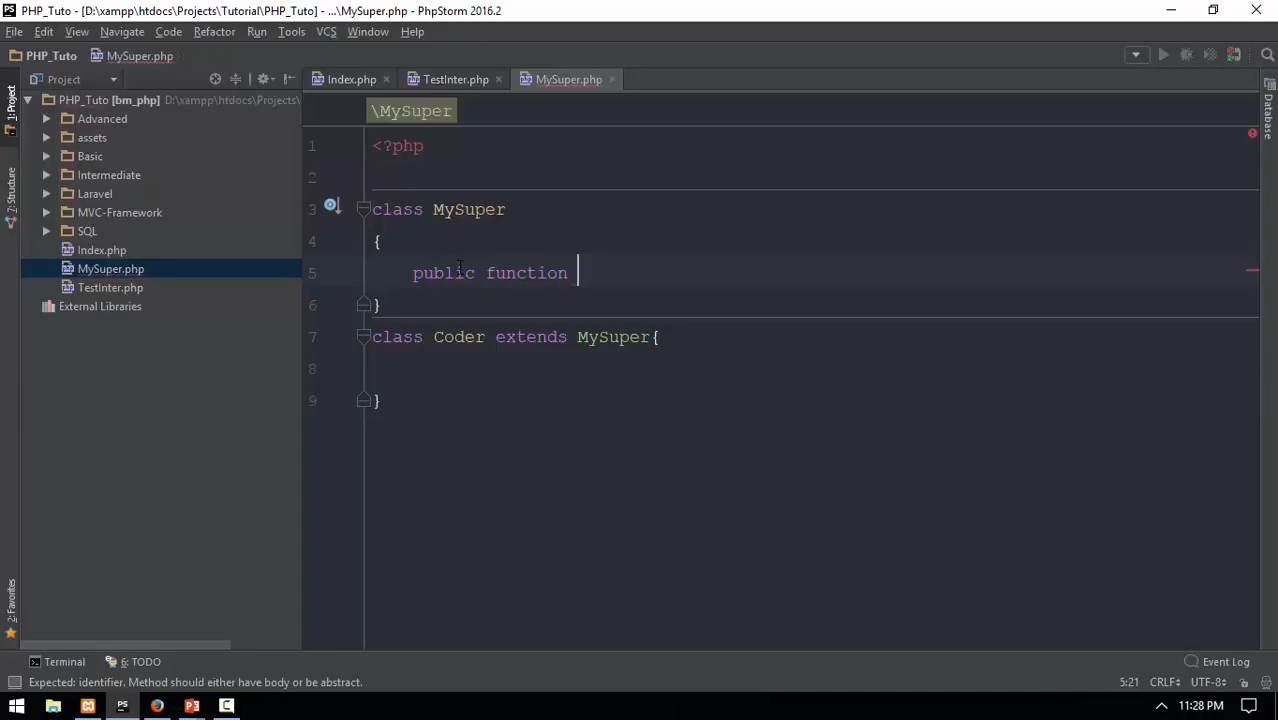 PS PHP_Tuto - [D:\xampp\htdocs\Projects\Tutorial\PHP_Tuto] - ...\MySuper.php - PhpStorm 2016.2
File Edit View Navigate Code Refactor Run Tools VCS Window Help
PHP_Tuto MySuper.php
Project
Index.php TestInter.php MySuper.php
1: Project
7: Structure
2: Favorites
Database
PHP_Tuto [bm_php] D:\xampp\htdocs\Projects\
Advanced
assets
Basic
Intermediate
Laravel
MVC-Framework
SQL
Index.php
MySuper.php
TestInter.php
External Libraries
\MySuper
1 <?php
2
3 class MySuper
4 {
5 public function
6 }
7 class Coder extends MySuper{
8
9 }
Terminal 6: TODO Event Log
Expected: identifier. Method should either have body or be abstract. 5:21 CRLF÷ UTF-8÷
PS 11:28 PM